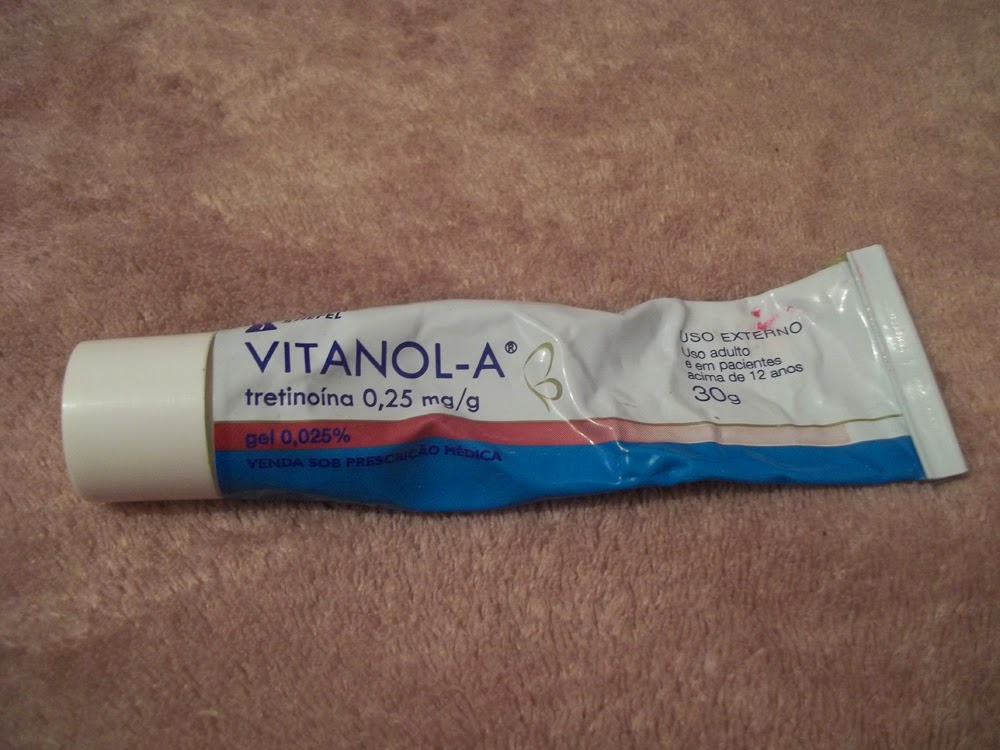 VITANOL-A®
tretinoína 0,25 mg/g
gel 0,025%
VENDA SOB PRESCRIÇÃO MÉDICA
USO EXTERNO
Uso adulto
e em pacientes
acima de 12 anos
30g